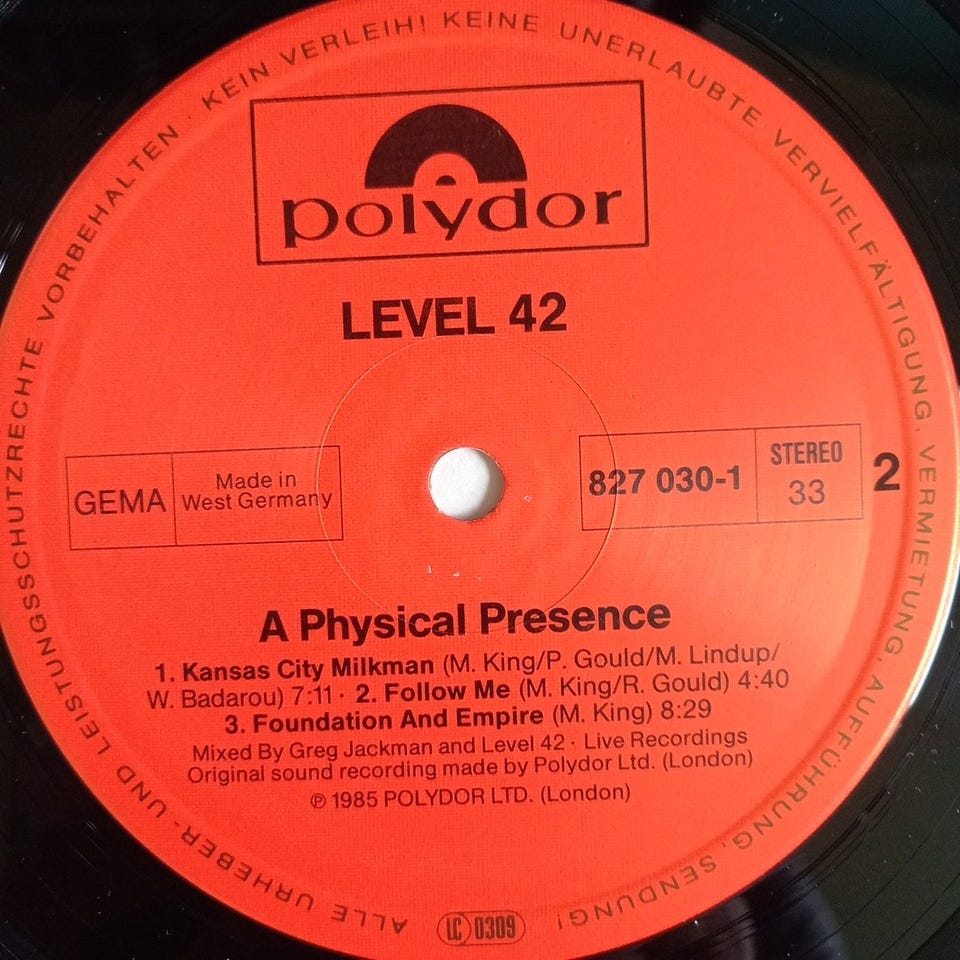 ALLE URHEBER- UND LEISTUNGSSCHUTZRECHTE VORBEHALTEN · KEIN VERLEIH! KEINE UNERLAUBTE VERVIELFÄLTIGUNG, VERMIETUNG, AUFFÜHRUNG, SENDUNG!
polydor
LEVEL 42
GEMA
Made in
West Germany
827 030-1
STEREO
33
2
A Physical Presence
1. Kansas City Milkman (M. King/P. Gould/M. Lindup/
W. Badarou) 7:11 · 2. Follow Me (M. King/R. Gould) 4:40
3. Foundation And Empire (M. King) 8:29
Mixed By Greg Jackman and Level 42 · Live Recordings
Original sound recording made by Polydor Ltd. (London)
℗ 1985 POLYDOR LTD. (London)
LC 0309